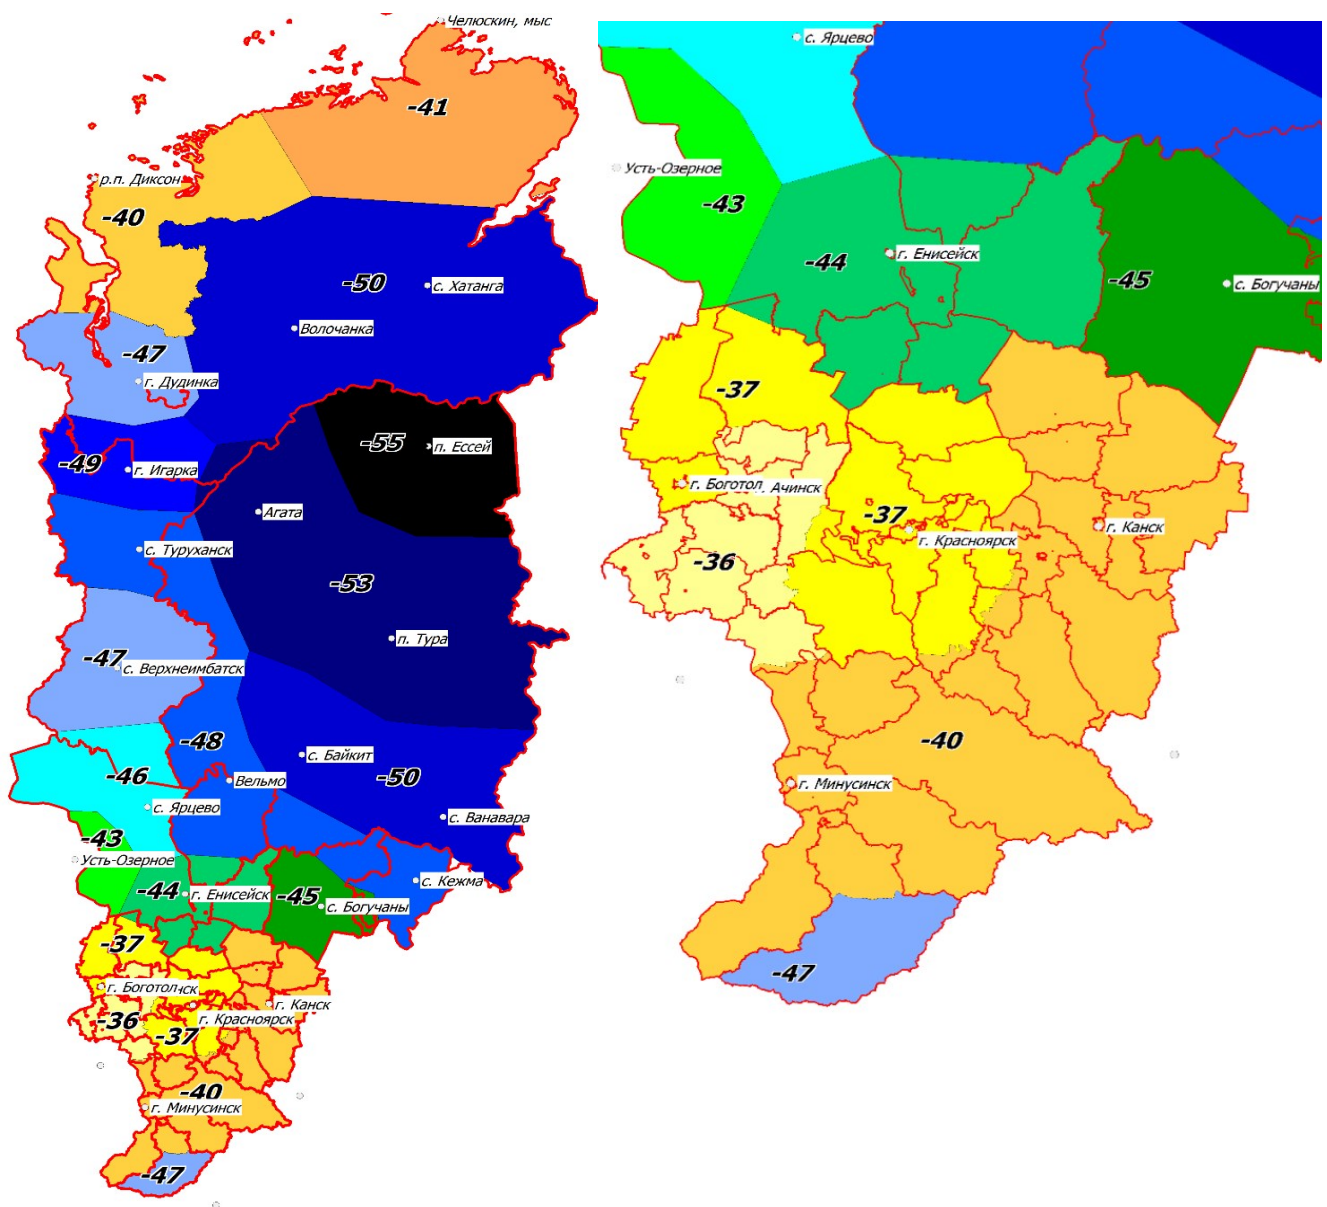 Челюскин, мыс
-41
р.п. Диксон
-40
-50
с. Хатанга
Волочанка
-47
г. Дудинка
-55
п. Ессей
-49
г. Игарка
Агата
с. Туруханск
-53
п. Тура
-47
с. Верхнеимбатск
-48
с. Байкит
-46
Вельмо
-50
с. Ярцево
с. Ванавара
-43
Усть-Озерное
-44
г. Енисейск
-45
с. Кежма
с. Богучаны
-37
г. Боготол
нск
г. Канск
-36
г. Красноярск
-37
-40
г. Минусинск
-47
с. Ярцево
Усть-Озерное
-43
-44
г. Енисейск
-45
с. Богучаны
-37
г. Боготол
. Ачинск
-37
г. Красноярск
г. Канск
-36
-40
г. Минусинск
-47